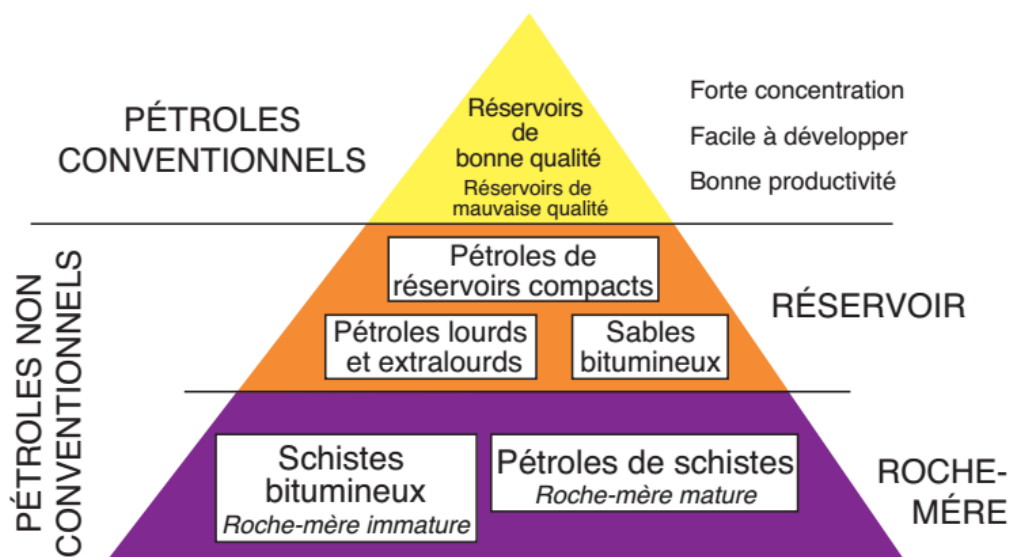 PÉTROLES
CONVENTIONNELS
Réservoirs
de
bonne qualité
Réservoirs de
mauvaise qualité
Forte concentration
Facile à développer
Bonne productivité
PÉTROLES NON
CONVENTIONNELS
Pétroles de
réservoirs compacts
Pétroles lourds
et extralourds
Sables
bitumineux
RÉSERVOIR
Schistes
bitumineux
Roche-mère immature
Pétroles de schistes
Roche-mère mature
ROCHE-
MÉRE